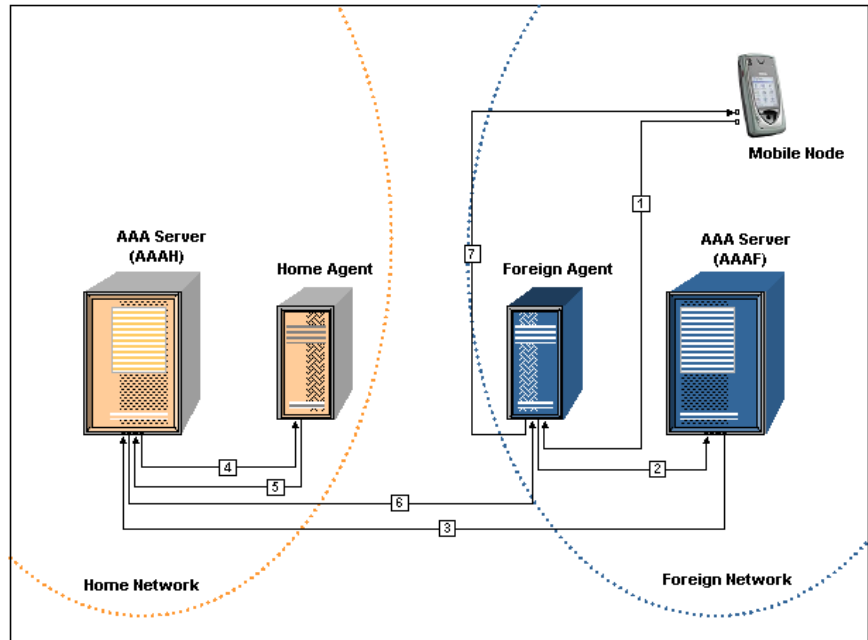 Mobile Node
1
7
AAA Server
(AAAH)
Home Agent
Foreign Agent
AAA Server
(AAAF)
4
5
2
6
3
Home Network
Foreign Network